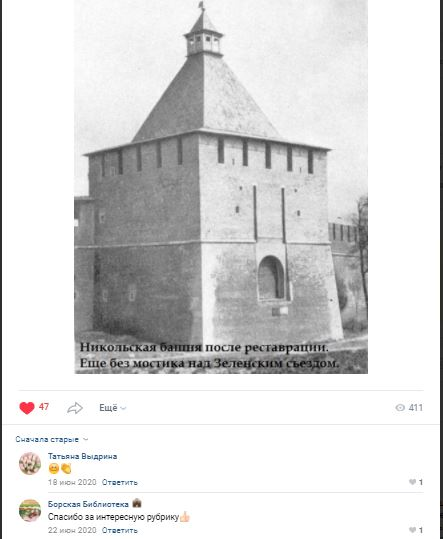 Никольская башня после реставрации.
Еще без мостика над Зеленским съездом.
47
Ещё
411
Сначала старые
Татьяна Выдрина
18 июн 2020 Ответить
1
Борская Библиотека
Спасибо за интересную рубрику
22 июн 2020 Ответить
1